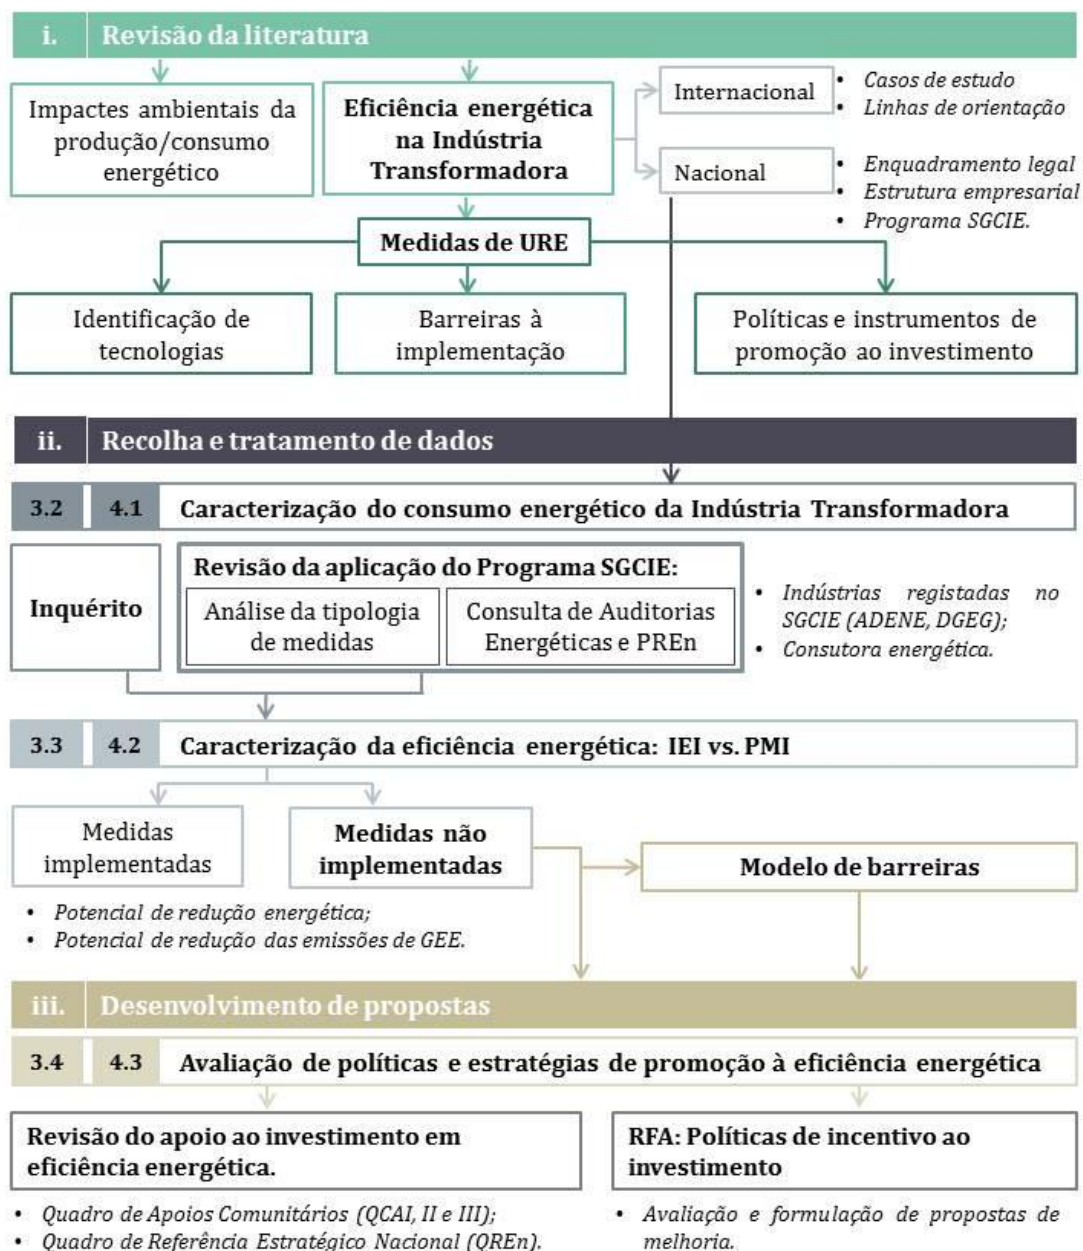 i. Revisão da literatura
Impactes ambientais da
produção/consumo
energético
Eficiência energética
na Indústria
Transformadora
Internacional
• Casos de estudo
• Linhas de orientação
Nacional
• Enquadramento legal
• Estrutura empresarial
• Programa SGCIE.
Medidas de URE
Identificação de
tecnologias
Barreiras à
implementação
Políticas e instrumentos de
promoção ao investimento
ii. Recolha e tratamento de dados
3.2 4.1 Caracterização do consumo energético da Indústria Transformadora
Inquérito
Revisão da aplicação do Programa SGCIE:
Análise da tipologia
de medidas
Consulta de Auditorias
Energéticas e PREn
• Indústrias registadas no
SGCIE (ADENE, DGEG);
• Consutora energética.
3.3 4.2 Caracterização da eficiência energética: IEI vs. PMI
Medidas
implementadas
Medidas não
implementadas
Modelo de barreiras
• Potencial de redução energética;
• Potencial de redução das emissões de GEE.
iii. Desenvolvimento de propostas
3.4 4.3 Avaliação de políticas e estratégias de promoção à eficiência energética
Revisão do apoio ao investimento em
eficiência energética.
• Quadro de Apoios Comunitários (QCAI, II e III);
• Quadro de Referência Estratégico Nacional (QREn).
RFA: Políticas de incentivo ao
investimento
• Avaliação e formulação de propostas de
melhoria.